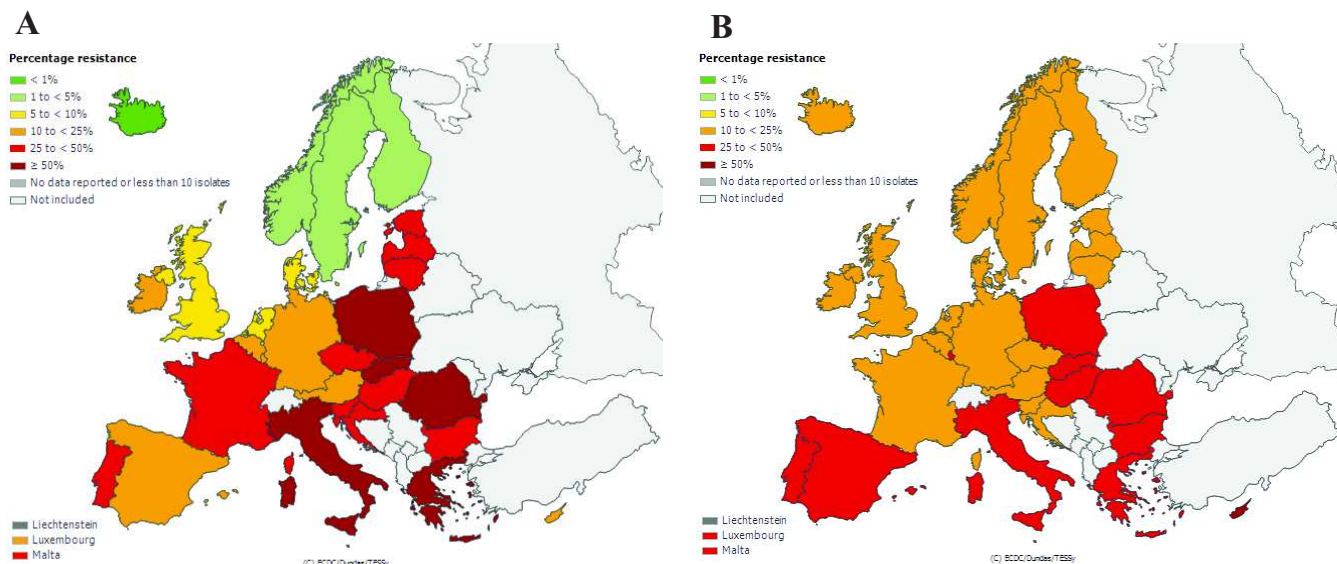 A
Percentage resistance
< 1%
1 to < 5%
5 to < 10%
10 to < 25%
25 to < 50%
≥ 50%
No data reported or less than 10 isolates
Not included
Liechtenstein
Luxembourg
Malta
(C) ECDC/Dundas/TESSy
B
Percentage resistance
< 1%
1 to < 5%
5 to < 10%
10 to < 25%
25 to < 50%
≥ 50%
No data reported or less than 10 isolates
Not included
Liechtenstein
Luxembourg
Malta
(C) ECDC/Dundas/TESSy